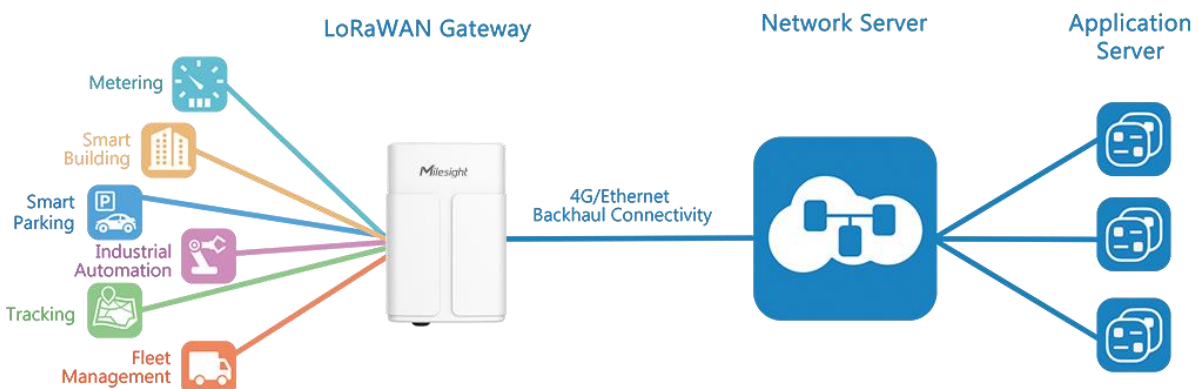 LoRaWAN Gateway
Network Server
Application
Server
Metering
Smart
Building
Smart
Parking
P
Industrial
Automation
Tracking
Fleet
Management
Milesight
4G/Ethernet
Backhaul Connectivity